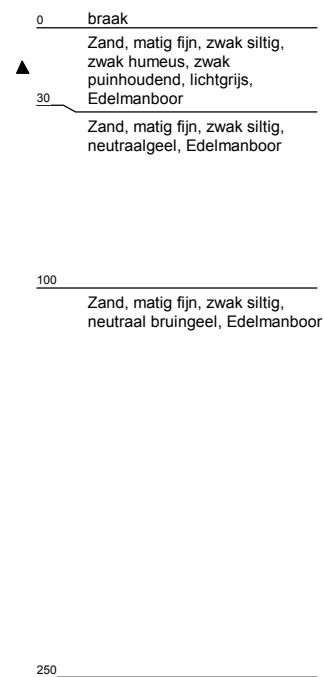 0 braak
Zand, matig fijn, zwak siltig,
zwak humeus, zwak
puinhoudend, lichtgrijs,
30 Edelmanboor
Zand, matig fijn, zwak siltig,
neutraalgeel, Edelmanboor
100
Zand, matig fijn, zwak siltig,
neutraal bruingeel, Edelmanboor
250